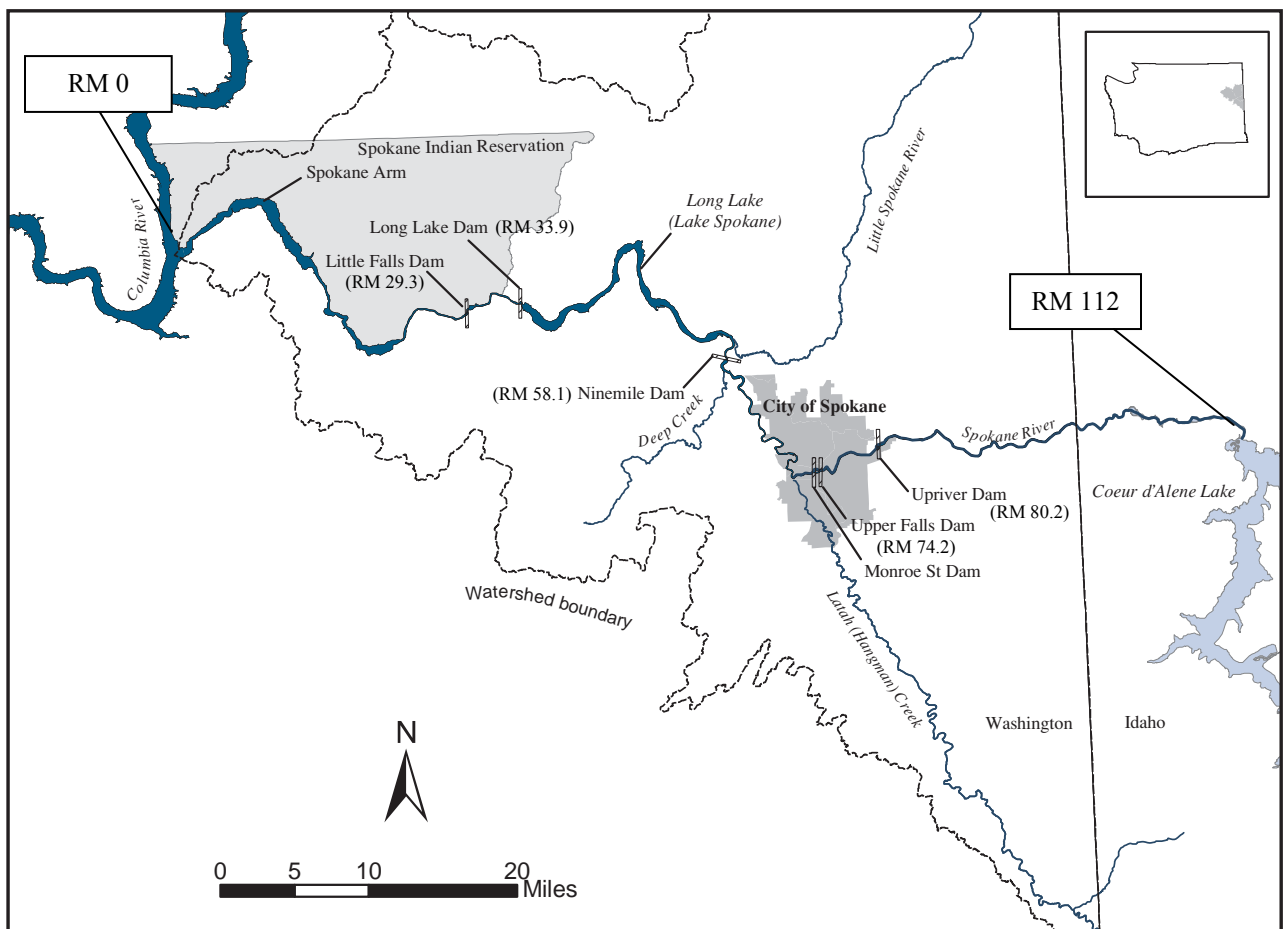 RM 0
Spokane Indian Reservation
Spokane Arm
Columbia River
Long Lake Dam (RM 33.9)
Little Falls Dam
(RM 29.3)
Long Lake
(Lake Spokane)
Little Spokane River
RM 112
(RM 58.1) Ninemile Dam
Deep Creek
City of Spokane
Spokane River
Coeur d'Alene Lake
Upriver Dam
(RM 80.2)
Upper Falls Dam
(RM 74.2)
Monroe St Dam
Watershed boundary
Latah (Hangman) Creek
Washington
Idaho
N
0 5 10 20
Miles